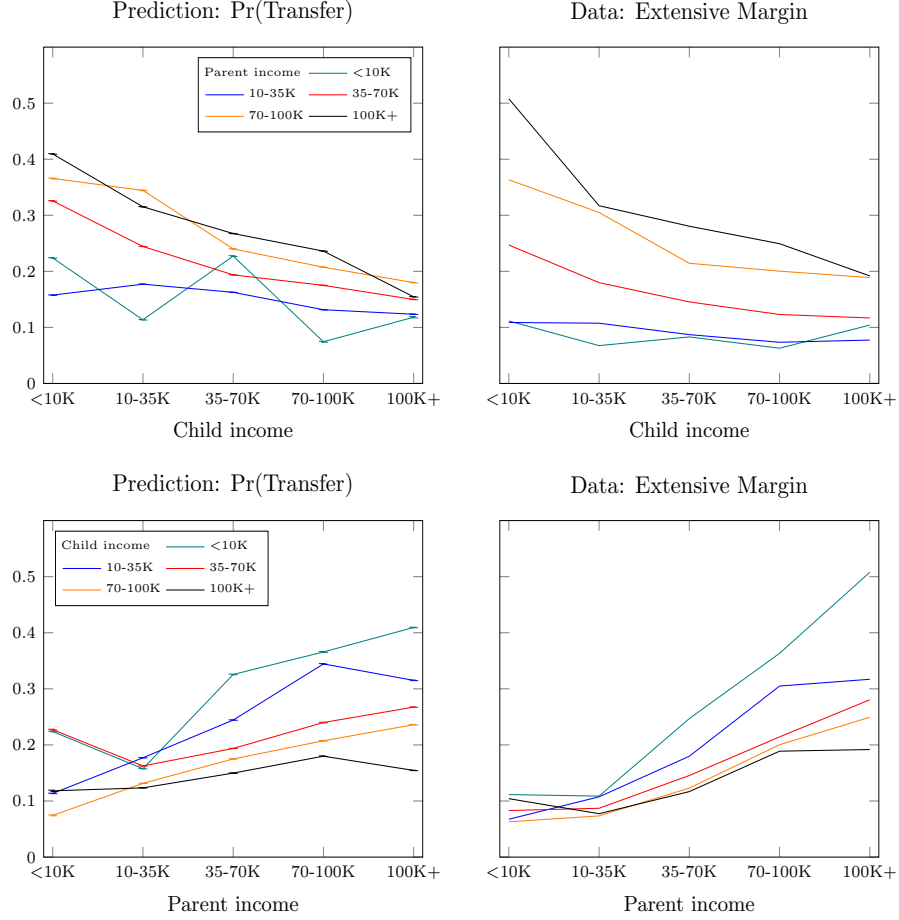 Prediction: Pr(Transfer)
Data: Extensive Margin
Parent income <10K
10-35K 35-70K
70-100K 100K+
0.5
0.4
0.3
0.2
0.1
0
<10K 10-35K 35-70K 70-100K 100K+
<10K 10-35K 35-70K 70-100K 100K+
Child income
Child income
Prediction: Pr(Transfer)
Data: Extensive Margin
Child income <10K
10-35K 35-70K
70-100K 100K+
0.5
0.4
0.3
0.2
0.1
0
<10K 10-35K 35-70K 70-100K 100K+
<10K 10-35K 35-70K 70-100K 100K+
Parent income
Parent income